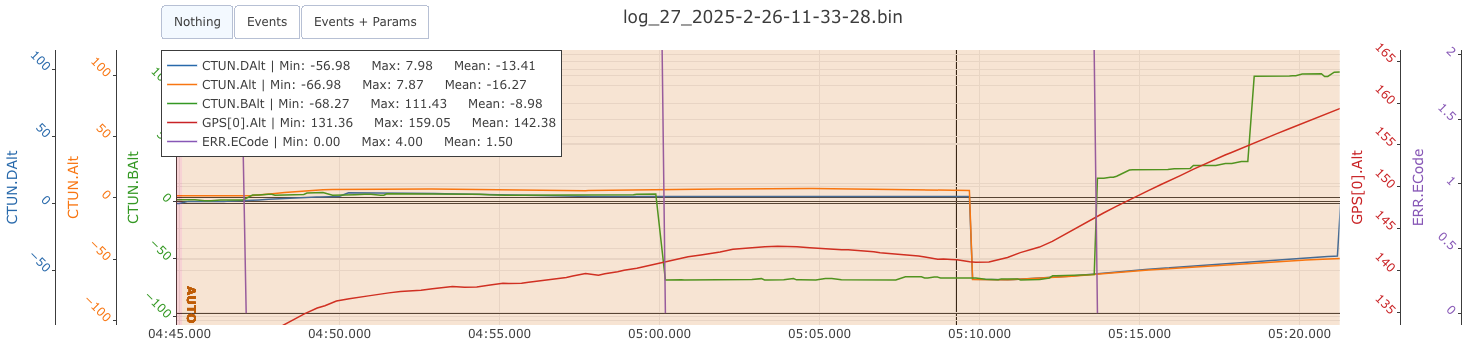 Nothing Events Events + Params
log_27_2025-2-26-11-33-28.bin
CTUN.DAlt | Min: -56.98 Max: 7.98 Mean: -13.41
CTUN.Alt | Min: -66.98 Max: 7.87 Mean: -16.27
CTUN.BAlt | Min: -68.27 Max: 111.43 Mean: -8.98
GPS[0].Alt | Min: 131.36 Max: 159.05 Mean: 142.38
ERR.ECode | Min: 0.00 Max: 4.00 Mean: 1.50
CTUN.DAlt
100
50
0
−50
CTUN.Alt
100
50
0
−50
−100
CTUN.BAlt
0
−50
−100
AUTO
04:45.000 04:50.000 04:55.000 05:00.000 05:05.000 05:10.000 05:15.000 05:20.000
GPS[0].Alt
165
160
155
150
145
140
135
ERR.ECode
2
1.5
1
0.5
0